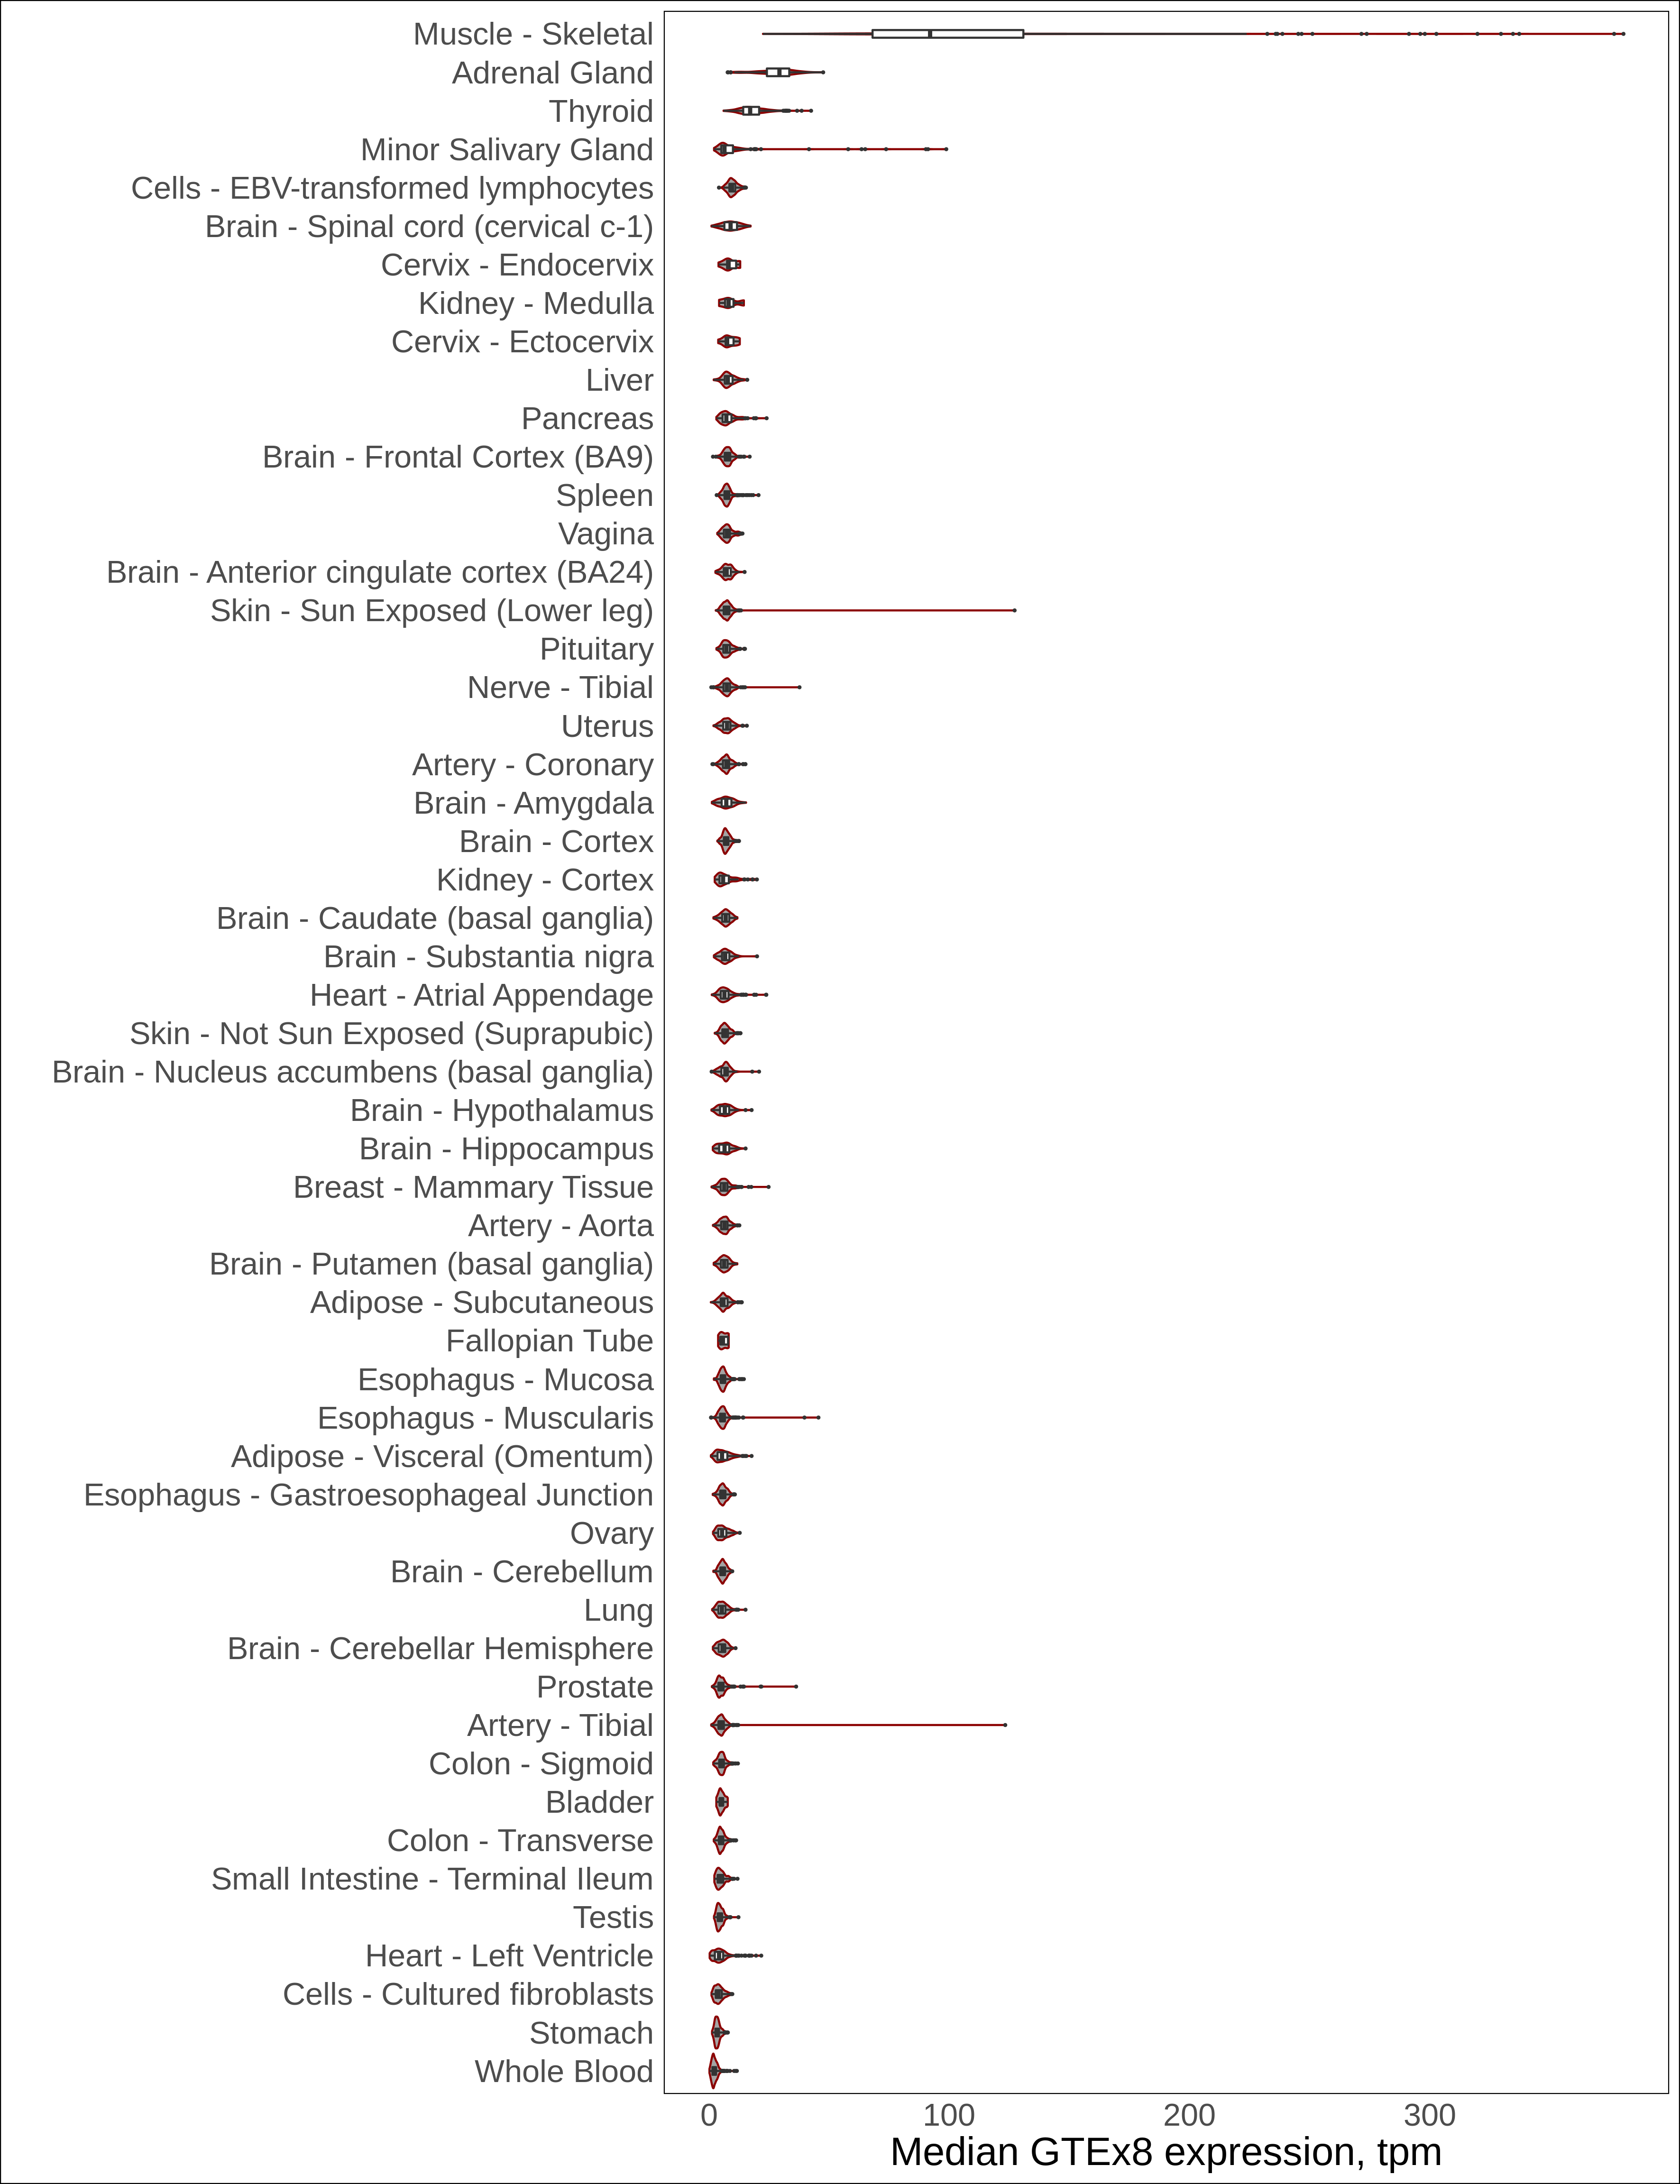 Muscle - Skeletal
Adrenal Gland
Thyroid
Minor Salivary Gland
Cells - EBV-transformed lymphocytes
Brain - Spinal cord (cervical c-1)
Cervix - Endocervix
Kidney - Medulla
Cervix - Ectocervix
Liver
Pancreas
Brain - Frontal Cortex (BA9)
Spleen
Vagina
Brain - Anterior cingulate cortex (BA24)
Skin - Sun Exposed (Lower leg)
Pituitary
Nerve - Tibial
Uterus
Artery - Coronary
Brain - Amygdala
Brain - Cortex
Kidney - Cortex
Brain - Caudate (basal ganglia)
Brain - Substantia nigra
Heart - Atrial Appendage
Skin - Not Sun Exposed (Suprapubic)
Brain - Nucleus accumbens (basal ganglia)
Brain - Hypothalamus
Brain - Hippocampus
Breast - Mammary Tissue
Artery - Aorta
Brain - Putamen (basal ganglia)
Adipose - Subcutaneous
Fallopian Tube
Esophagus - Mucosa
Esophagus - Muscularis
Adipose - Visceral (Omentum)
Esophagus - Gastroesophageal Junction
Ovary
Brain - Cerebellum
Lung
Brain - Cerebellar Hemisphere
Prostate
Artery - Tibial
Colon - Sigmoid
Bladder
Colon - Transverse
Small Intestine - Terminal Ileum
Testis
Heart - Left Ventricle
Cells - Cultured fibroblasts
Stomach
Whole Blood
0 100 200 300
Median GTEx8 expression, tpm